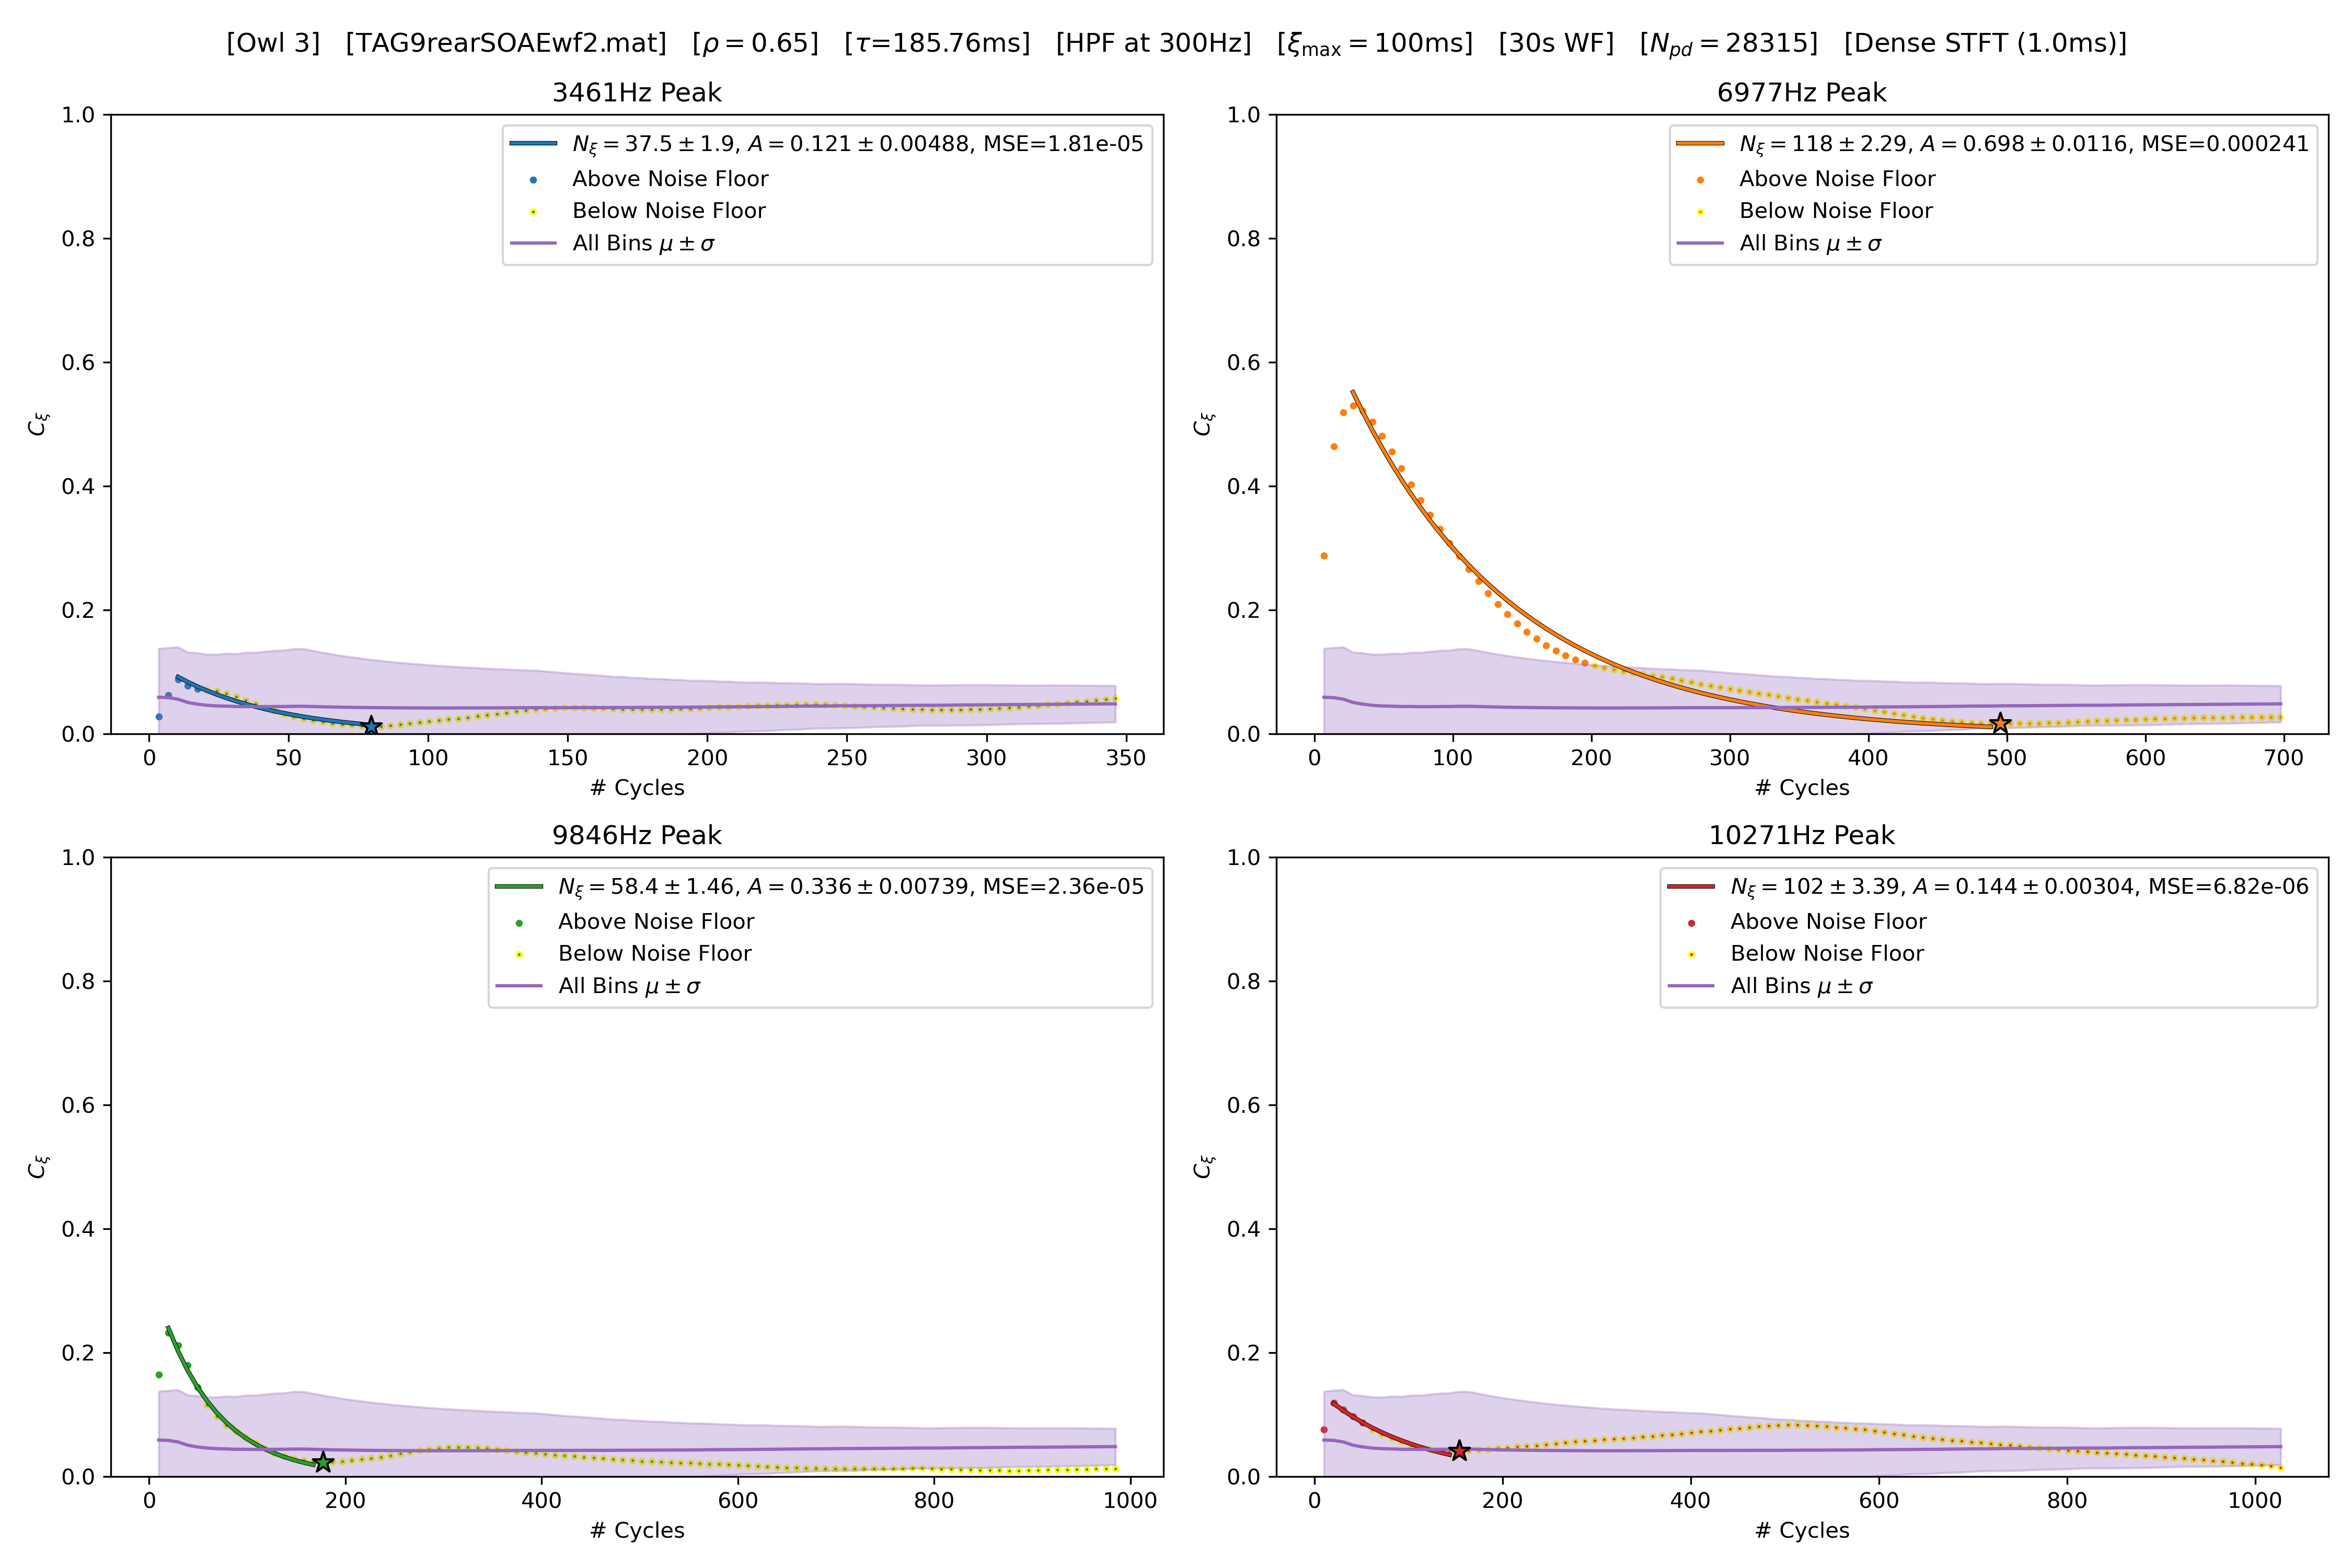 [Owl 3] [TAG9rearSOAEwf2.mat] [ρ = 0.65] [τ=185.76ms] [HPF at 300Hz] [ξmax = 100ms] [30s WF] [Npd = 28315] [Dense STFT (1.0ms)]
3461Hz Peak
Nξ = 37.5 ± 1.9, A = 0.121 ± 0.00488, MSE=1.81e-05
Above Noise Floor
Below Noise Floor
All Bins μ ± σ
1.0
0.8
0.6
0.4
0.2
0.0
Cξ
0 50 100 150 200 250 300 350
# Cycles
6977Hz Peak
Nξ = 118 ± 2.29, A = 0.698 ± 0.0116, MSE=0.000241
Above Noise Floor
Below Noise Floor
All Bins μ ± σ
1.0
0.8
0.6
0.4
0.2
0.0
Cξ
0 100 200 300 400 500 600 700
# Cycles
9846Hz Peak
Nξ = 58.4 ± 1.46, A = 0.336 ± 0.00739, MSE=2.36e-05
Above Noise Floor
Below Noise Floor
All Bins μ ± σ
1.0
0.8
0.6
0.4
0.2
0.0
Cξ
0 200 400 600 800 1000
# Cycles
10271Hz Peak
Nξ = 102 ± 3.39, A = 0.144 ± 0.00304, MSE=6.82e-06
Above Noise Floor
Below Noise Floor
All Bins μ ± σ
1.0
0.8
0.6
0.4
0.2
0.0
Cξ
0 200 400 600 800 1000
# Cycles